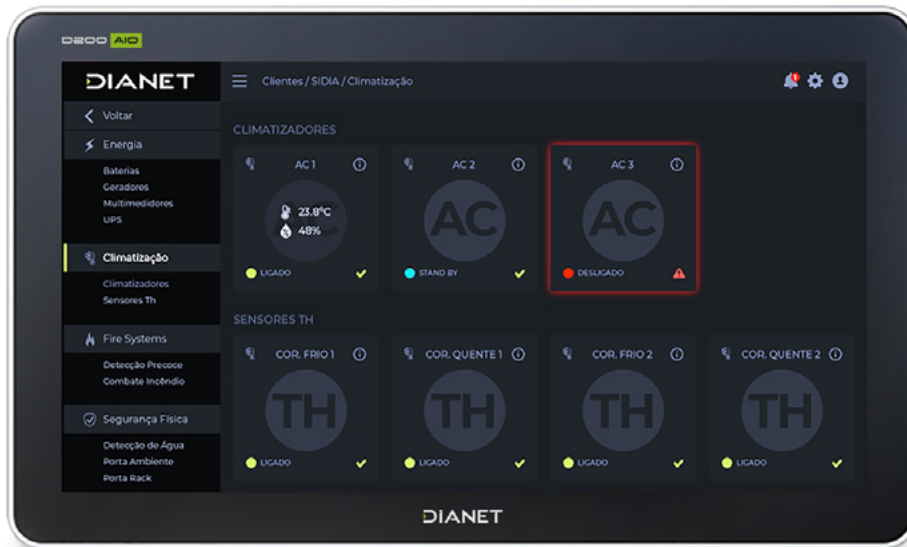 D200 AIO
DIANET
Clientes / SIDIA / Climatização
1
Voltar
Energia
Baterias
Geradores
Multimedidores
UPS
Climatização
Climatizadores
Sensores Th
Fire Systems
Detecção Precoce
Combate Incêndio
Segurança Física
Detecção de Água
Porta Ambiente
Porta Rack
CLIMATIZADORES
AC 1
AC
23.8°C
48%
LIGADO
AC 2
AC
STAND BY
AC 3
AC
DESLIGADO
SENSORES TH
COR. FRIO 1
TH
LIGADO
COR. QUENTE 1
TH
LIGADO
COR. FRIO 2
TH
LIGADO
COR. QUENTE 2
TH
LIGADO
DIANET